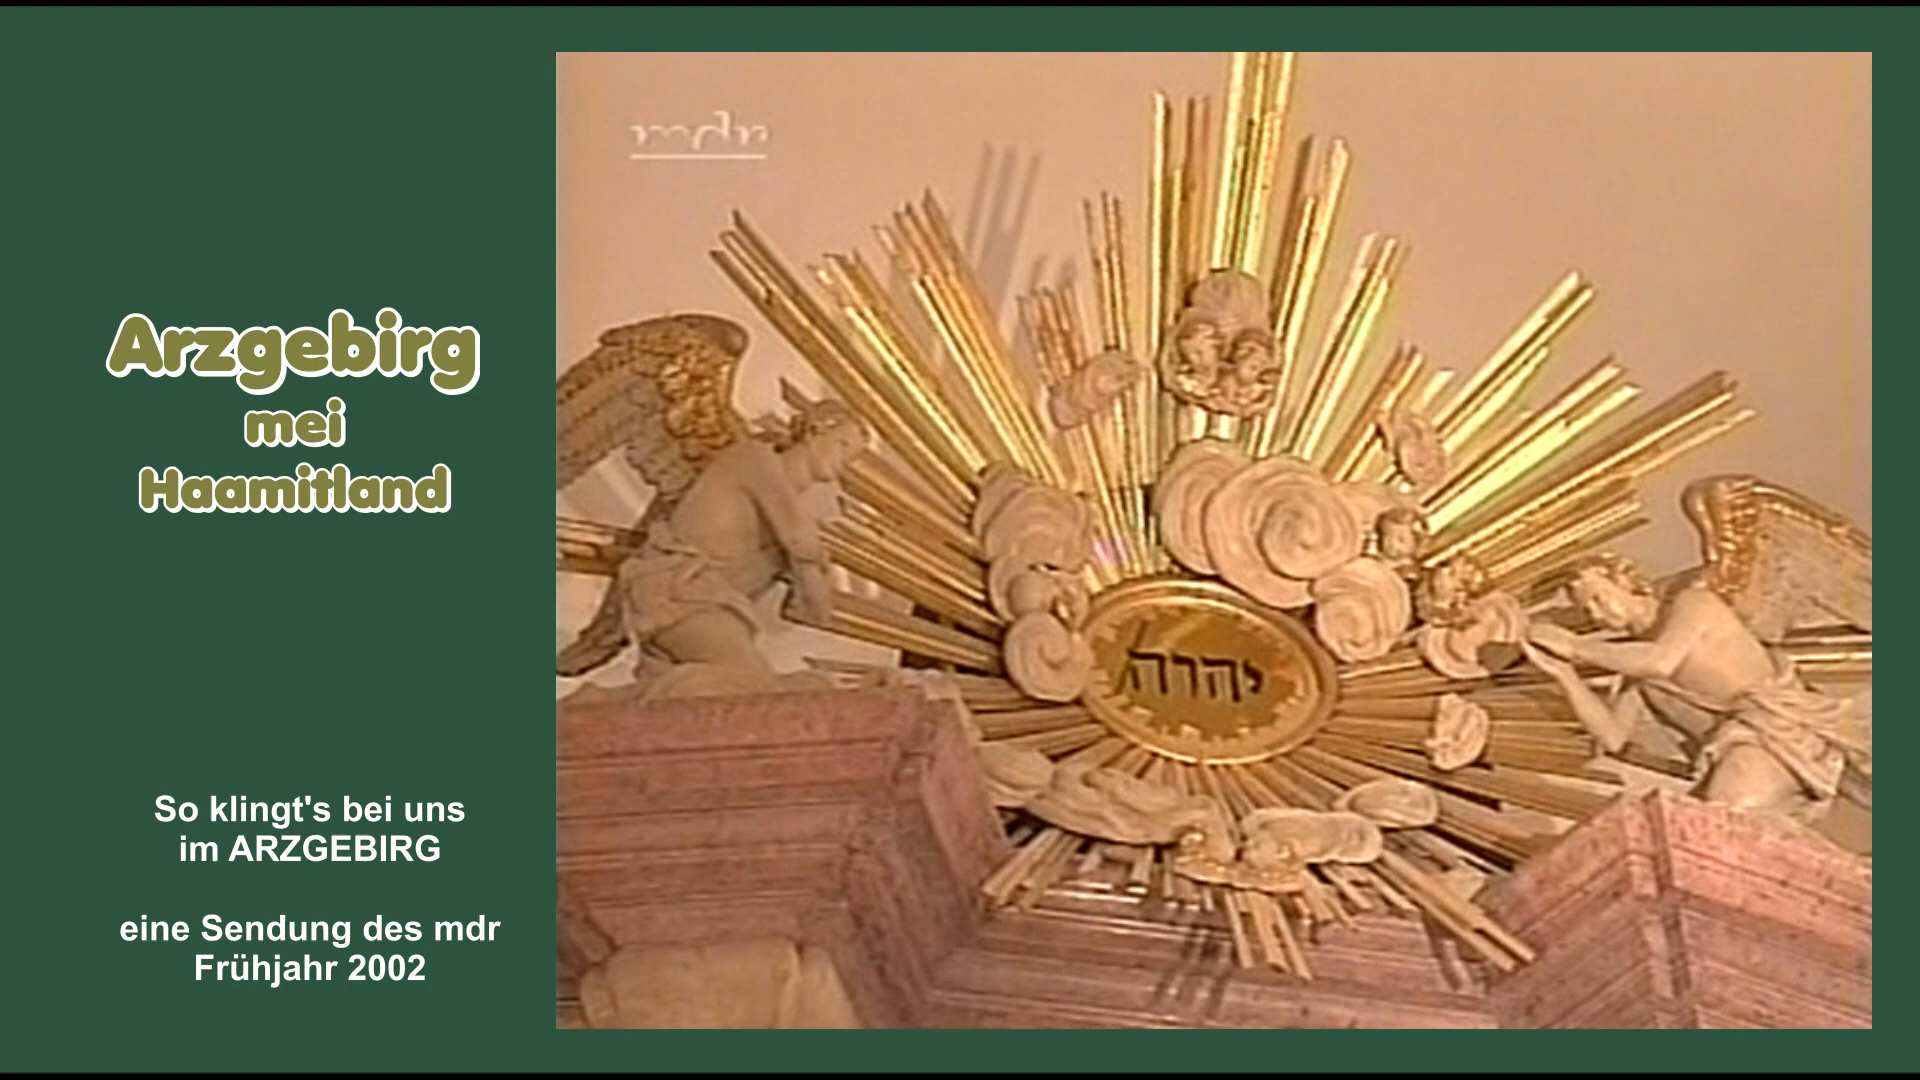 Arzgebirg
mei
Haamitland
So klingt's bei uns
im ARZGEBIRG
eine Sendung des mdr
Frühjahr 2002
mdr
יהוה